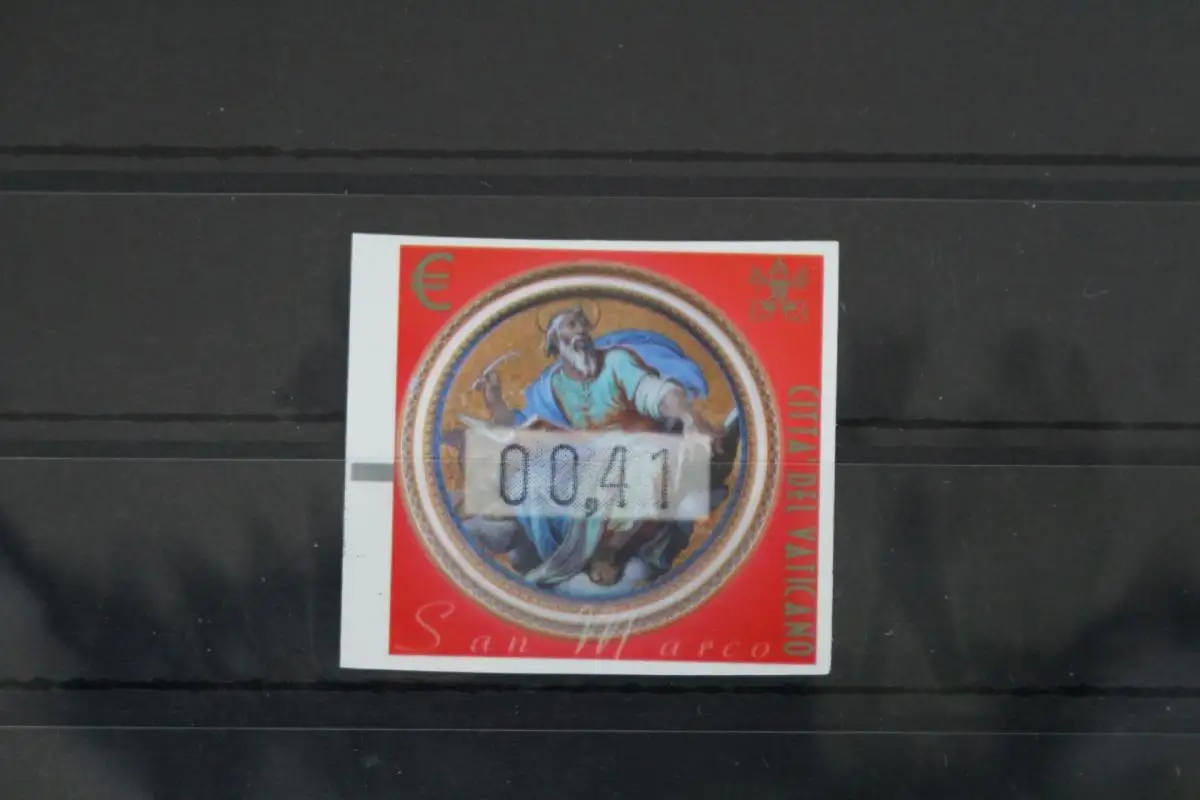 €
00,41
CITTA' DEL VATICANO
San Marco